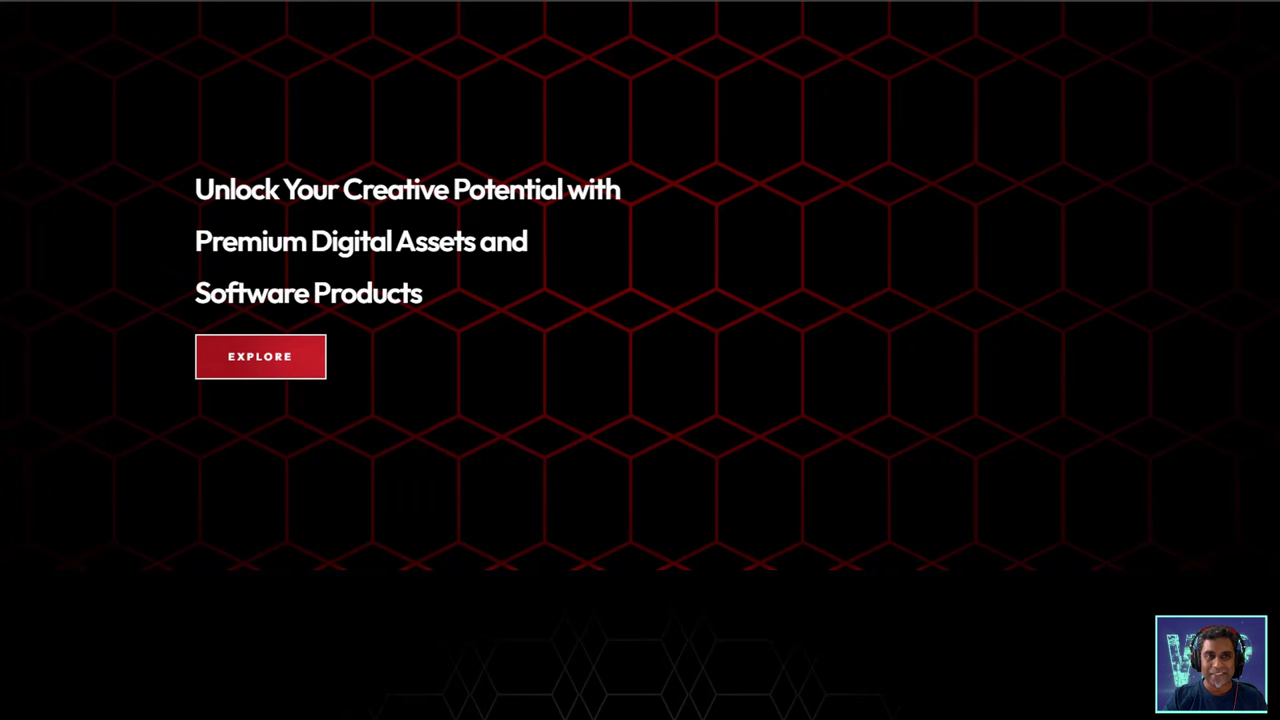 Unlock Your Creative Potential with
Premium Digital Assets and
Software Products
EXPLORE